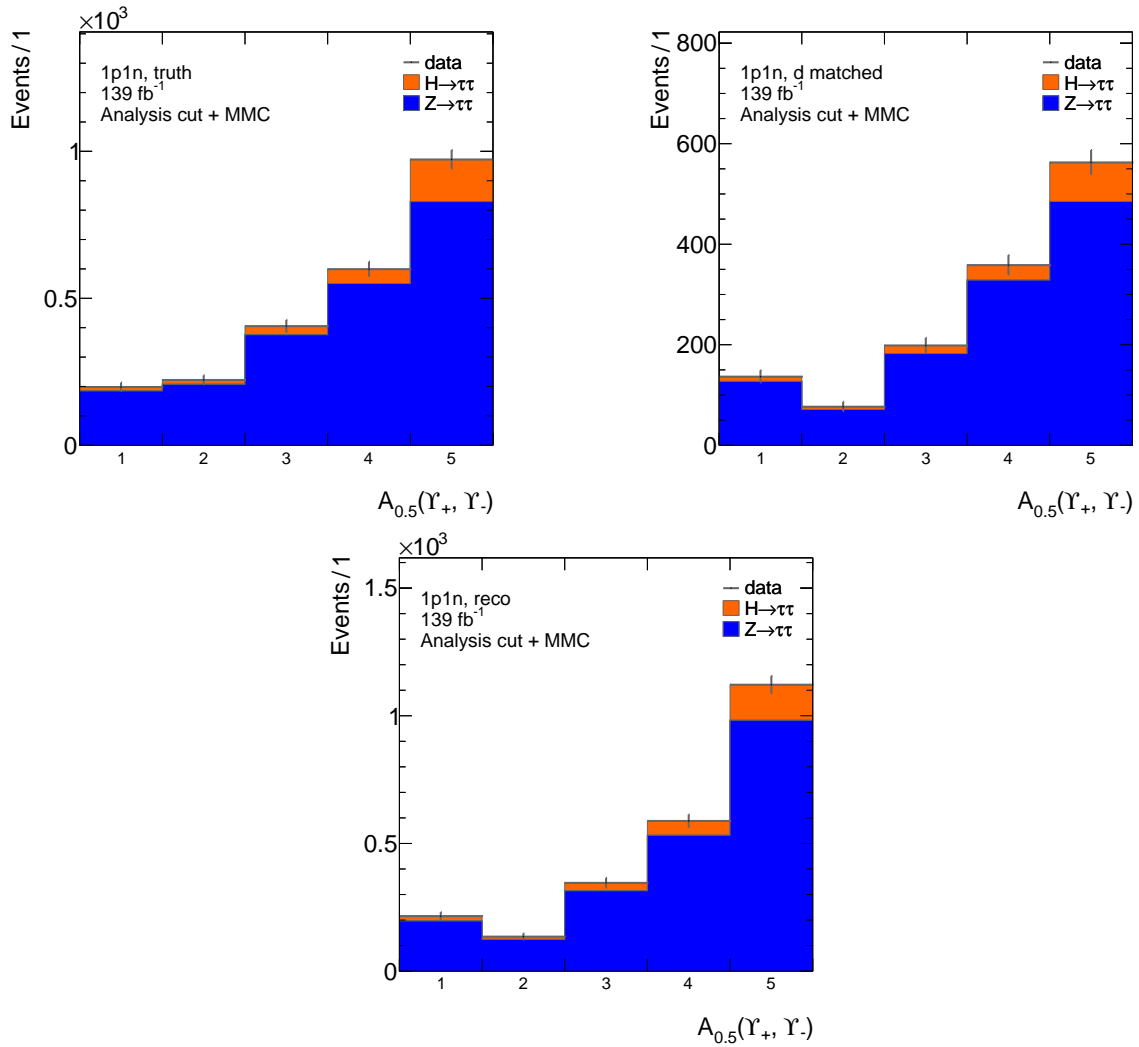 ×10³
Events / 1
1p1n, truth
139 fb⁻¹
Analysis cut + MMC
data
H→ττ
Z→ττ
1
0.5
0
1 2 3 4 5
A₀.₅(ϒ₊, ϒ₋)
Events / 1
1p1n, d matched
139 fb⁻¹
Analysis cut + MMC
data
H→ττ
Z→ττ
800
600
400
200
0
1 2 3 4 5
A₀.₅(ϒ₊, ϒ₋)
×10³
Events / 1
1p1n, reco
139 fb⁻¹
Analysis cut + MMC
data
H→ττ
Z→ττ
1.5
1
0.5
0
1 2 3 4 5
A₀.₅(ϒ₊, ϒ₋)